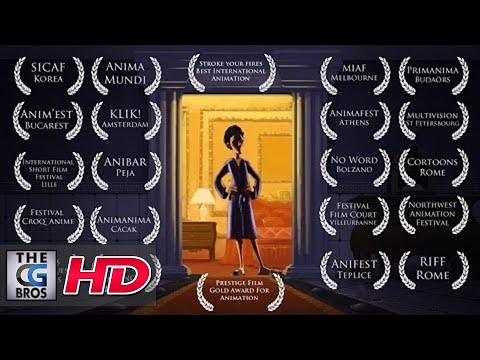 SICAF
KOREA
ANIMA
MUNDI
STROKE YOUR FIRES
BEST INTERNATIONAL
ANIMATION
MIAF
MELBOURNE
PRIMANIMA
BUDAÖRS
ANIM'EST
BUCAREST
KLIK!
AMSTERDAM
ANIMAFEST
ATHENS
MULTIVISION
ST PETERSBOURG
INTERNATIONAL
SHORT FILM
FESTIVAL
LILLE
ANIBAR
PEJA
NO WORD
BOLZANO
CORTOONS
ROME
FESTIVAL
CROQ' ANIME
ANIMANIMA
CACAK
FESTIVAL
FILM COURT
VILLEURBANNE
NORTHWEST
ANIMATION
FESTIVAL
ANIFEST
TEPLICE
RIFF
ROME
PRESTIGE FILM
GOLD AWARD FOR
ANIMATION
THE
CG
BROS
HD